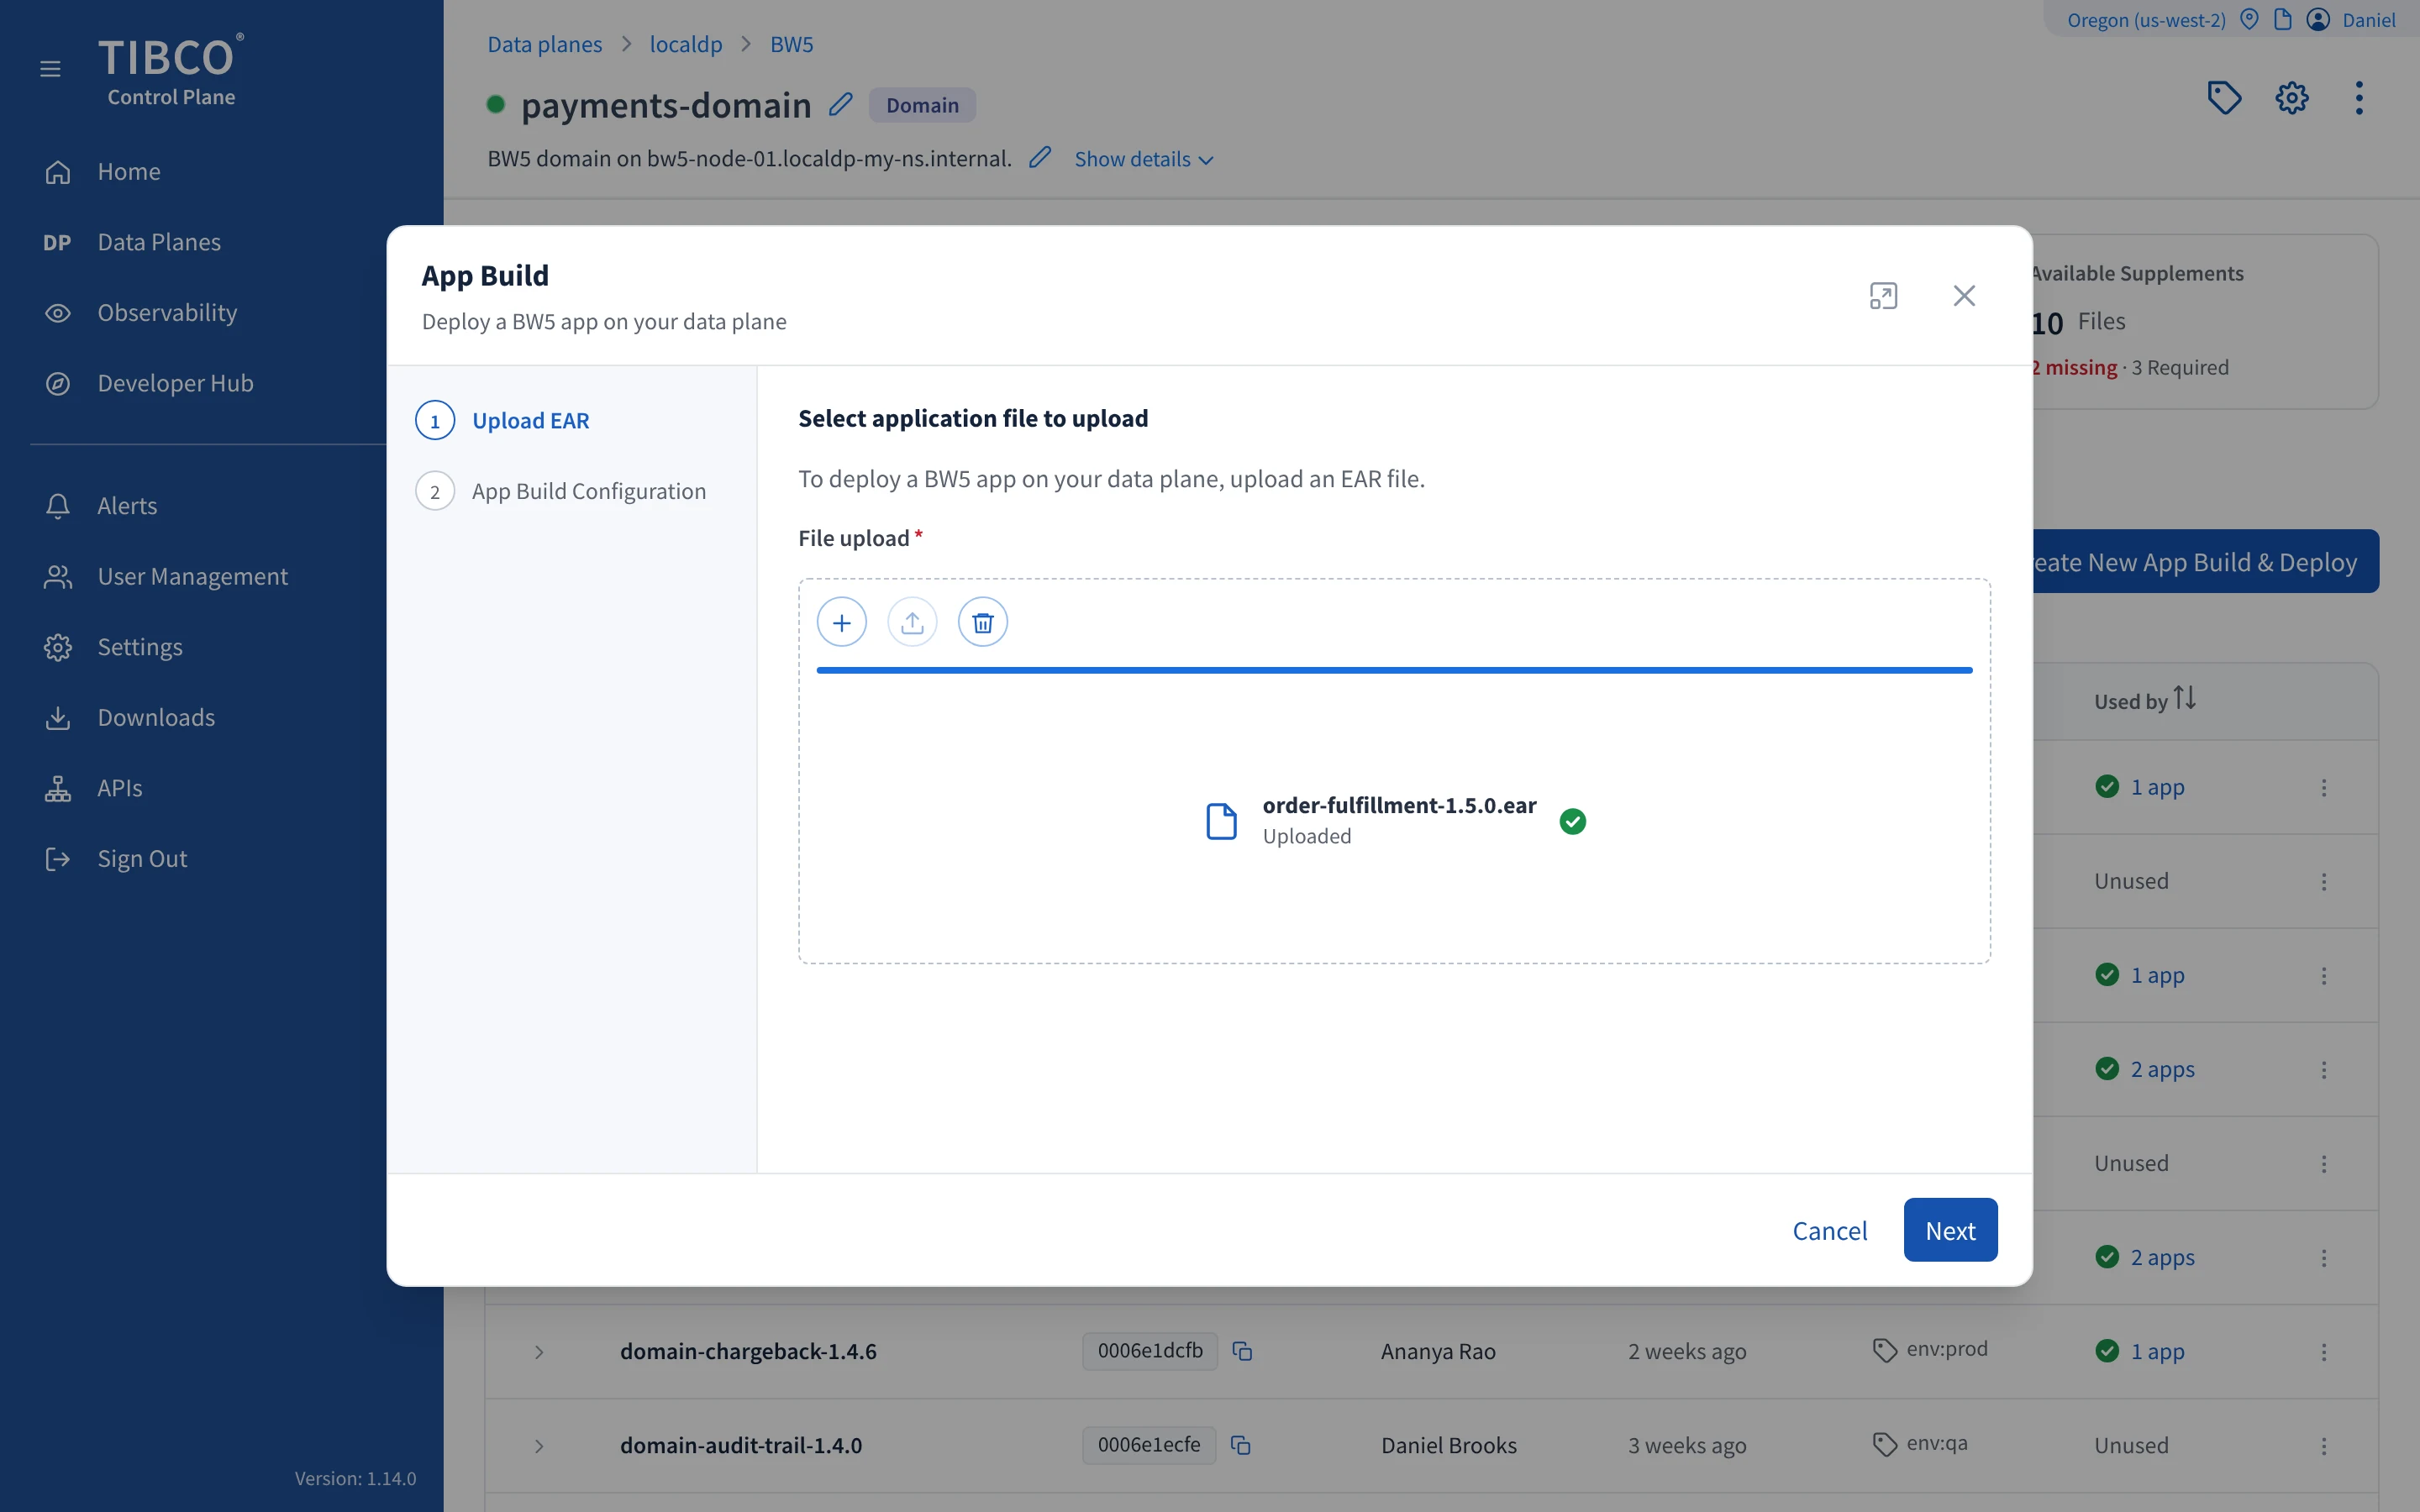 TIBCO®
Control Plane
Home
DP Data Planes
Observability
Developer Hub
Alerts
User Management
Settings
Downloads
APIs
Sign Out
Version: 1.14.0
Oregon (us-west-2) Daniel
Data planes > localdp > BW5
payments-domain Domain
BW5 domain on bw5-node-01.localdp-my-ns.internal. Show details
Available Supplements
10 Files
2 missing · 3 Required
eate New App Build & Deploy
App Build
Deploy a BW5 app on your data plane
1 Upload EAR
2 App Build Configuration
Select application file to upload
To deploy a BW5 app on your data plane, upload an EAR file.
File upload *
order-fulfillment-1.5.0.ear
Uploaded
Cancel Next
Used by
1 app
Unused
1 app
2 apps
Unused
2 apps
domain-chargeback-1.4.6 0006e1dcfb Ananya Rao 2 weeks ago env:prod 1 app
domain-audit-trail-1.4.0 0006e1ecfe Daniel Brooks 3 weeks ago env:qa Unused